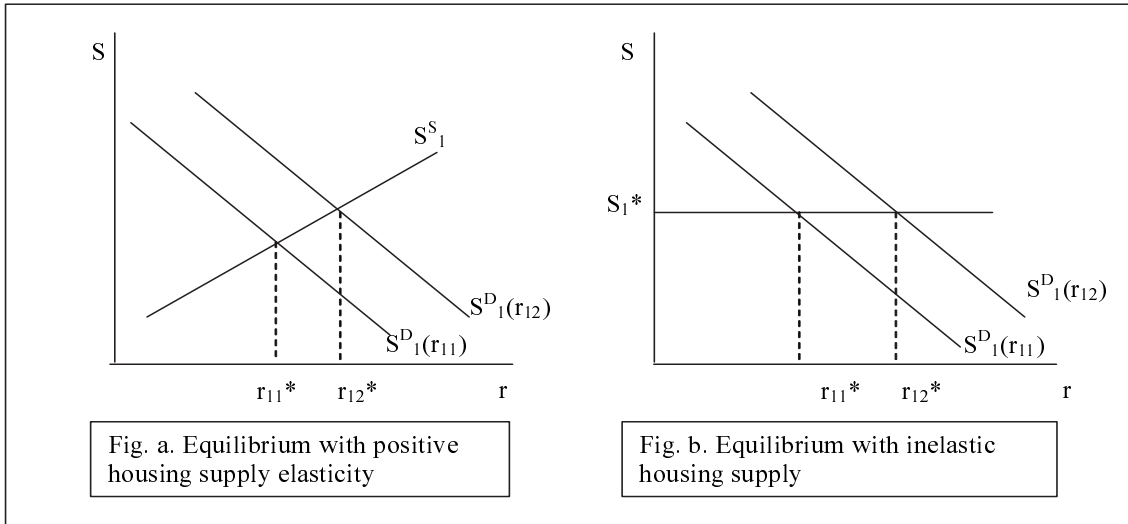 S
S^S_1
S^D_1(r_12)
S^D_1(r_11)
r_11*
r_12*
r
Fig. a. Equilibrium with positive
housing supply elasticity
S
S_1*
S^D_1(r_12)
S^D_1(r_11)
r_11*
r_12*
r
Fig. b. Equilibrium with inelastic
housing supply